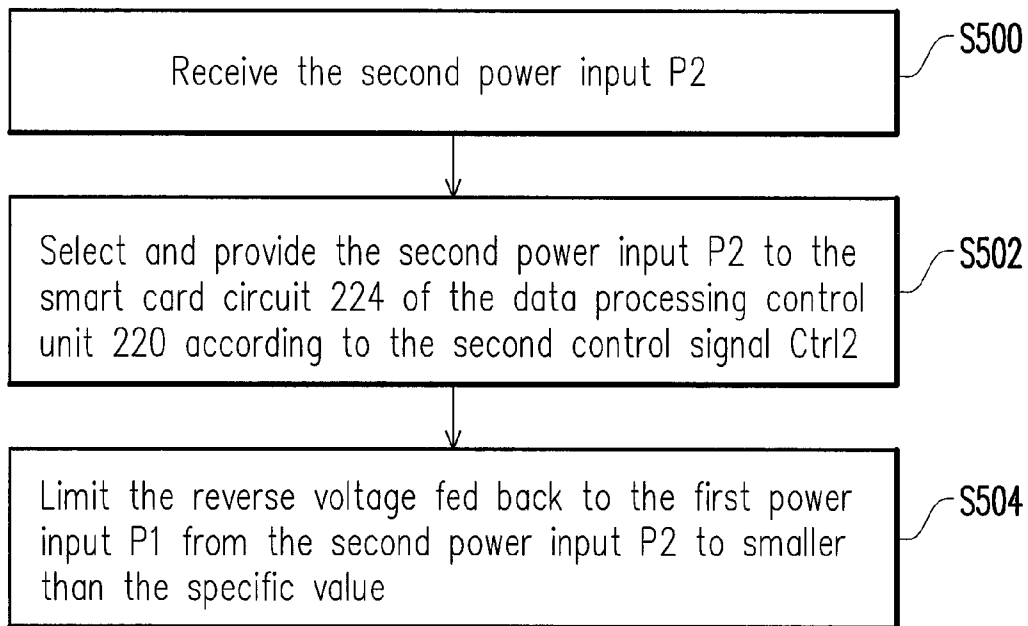 Receive the second power input P2
S500
Select and provide the second power input P2 to the
smart card circuit 224 of the data processing control
unit 220 according to the second control signal Ctrl2
S502
Limit the reverse voltage fed back to the first power
input P1 from the second power input P2 to smaller
than the specific value
S504